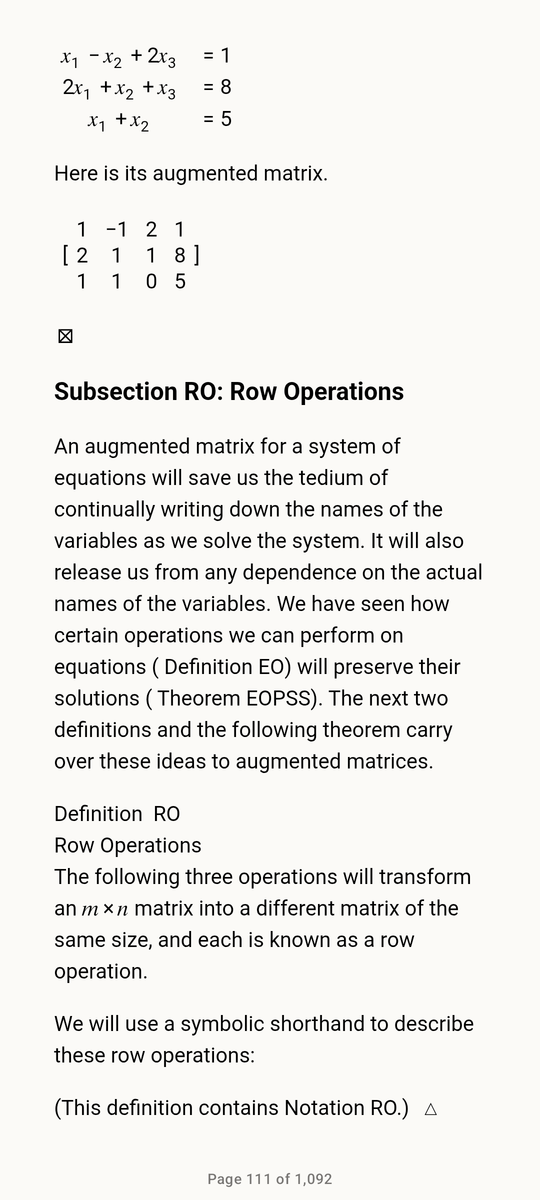 x₁ − x₂ + 2x₃ = 1
2x₁ + x₂ + x₃ = 8
x₁ + x₂ = 5
Here is its augmented matrix.
1 −1 2 1
[ 2 1 1 8 ]
1 1 0 5
⊠
Subsection RO: Row Operations
An augmented matrix for a system of
equations will save us the tedium of
continually writing down the names of the
variables as we solve the system. It will also
release us from any dependence on the actual
names of the variables. We have seen how
certain operations we can perform on
equations ( Definition EO) will preserve their
solutions ( Theorem EOPSS). The next two
definitions and the following theorem carry
over these ideas to augmented matrices.
Definition RO
Row Operations
The following three operations will transform
an m × n matrix into a different matrix of the
same size, and each is known as a row
operation.
We will use a symbolic shorthand to describe
these row operations:
(This definition contains Notation RO.) △
Page 111 of 1,092